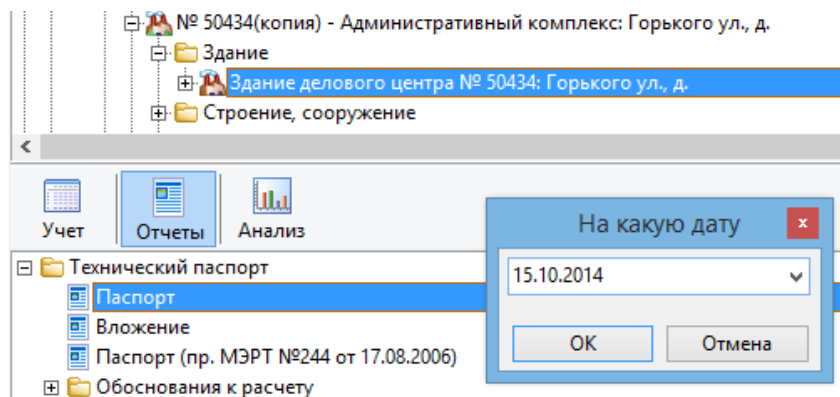 № 50434(копия) - Административный комплекс: Горького ул., д.
Здание
Здание делового центра № 50434: Горького ул., д.
Строение, сооружение
Учет
Отчеты
Анализ
На какую дату
15.10.2014
ОК
Отмена
Технический паспорт
Паспорт
Вложение
Паспорт (пр. МЭРТ №244 от 17.08.2006)
Обоснования к расчету